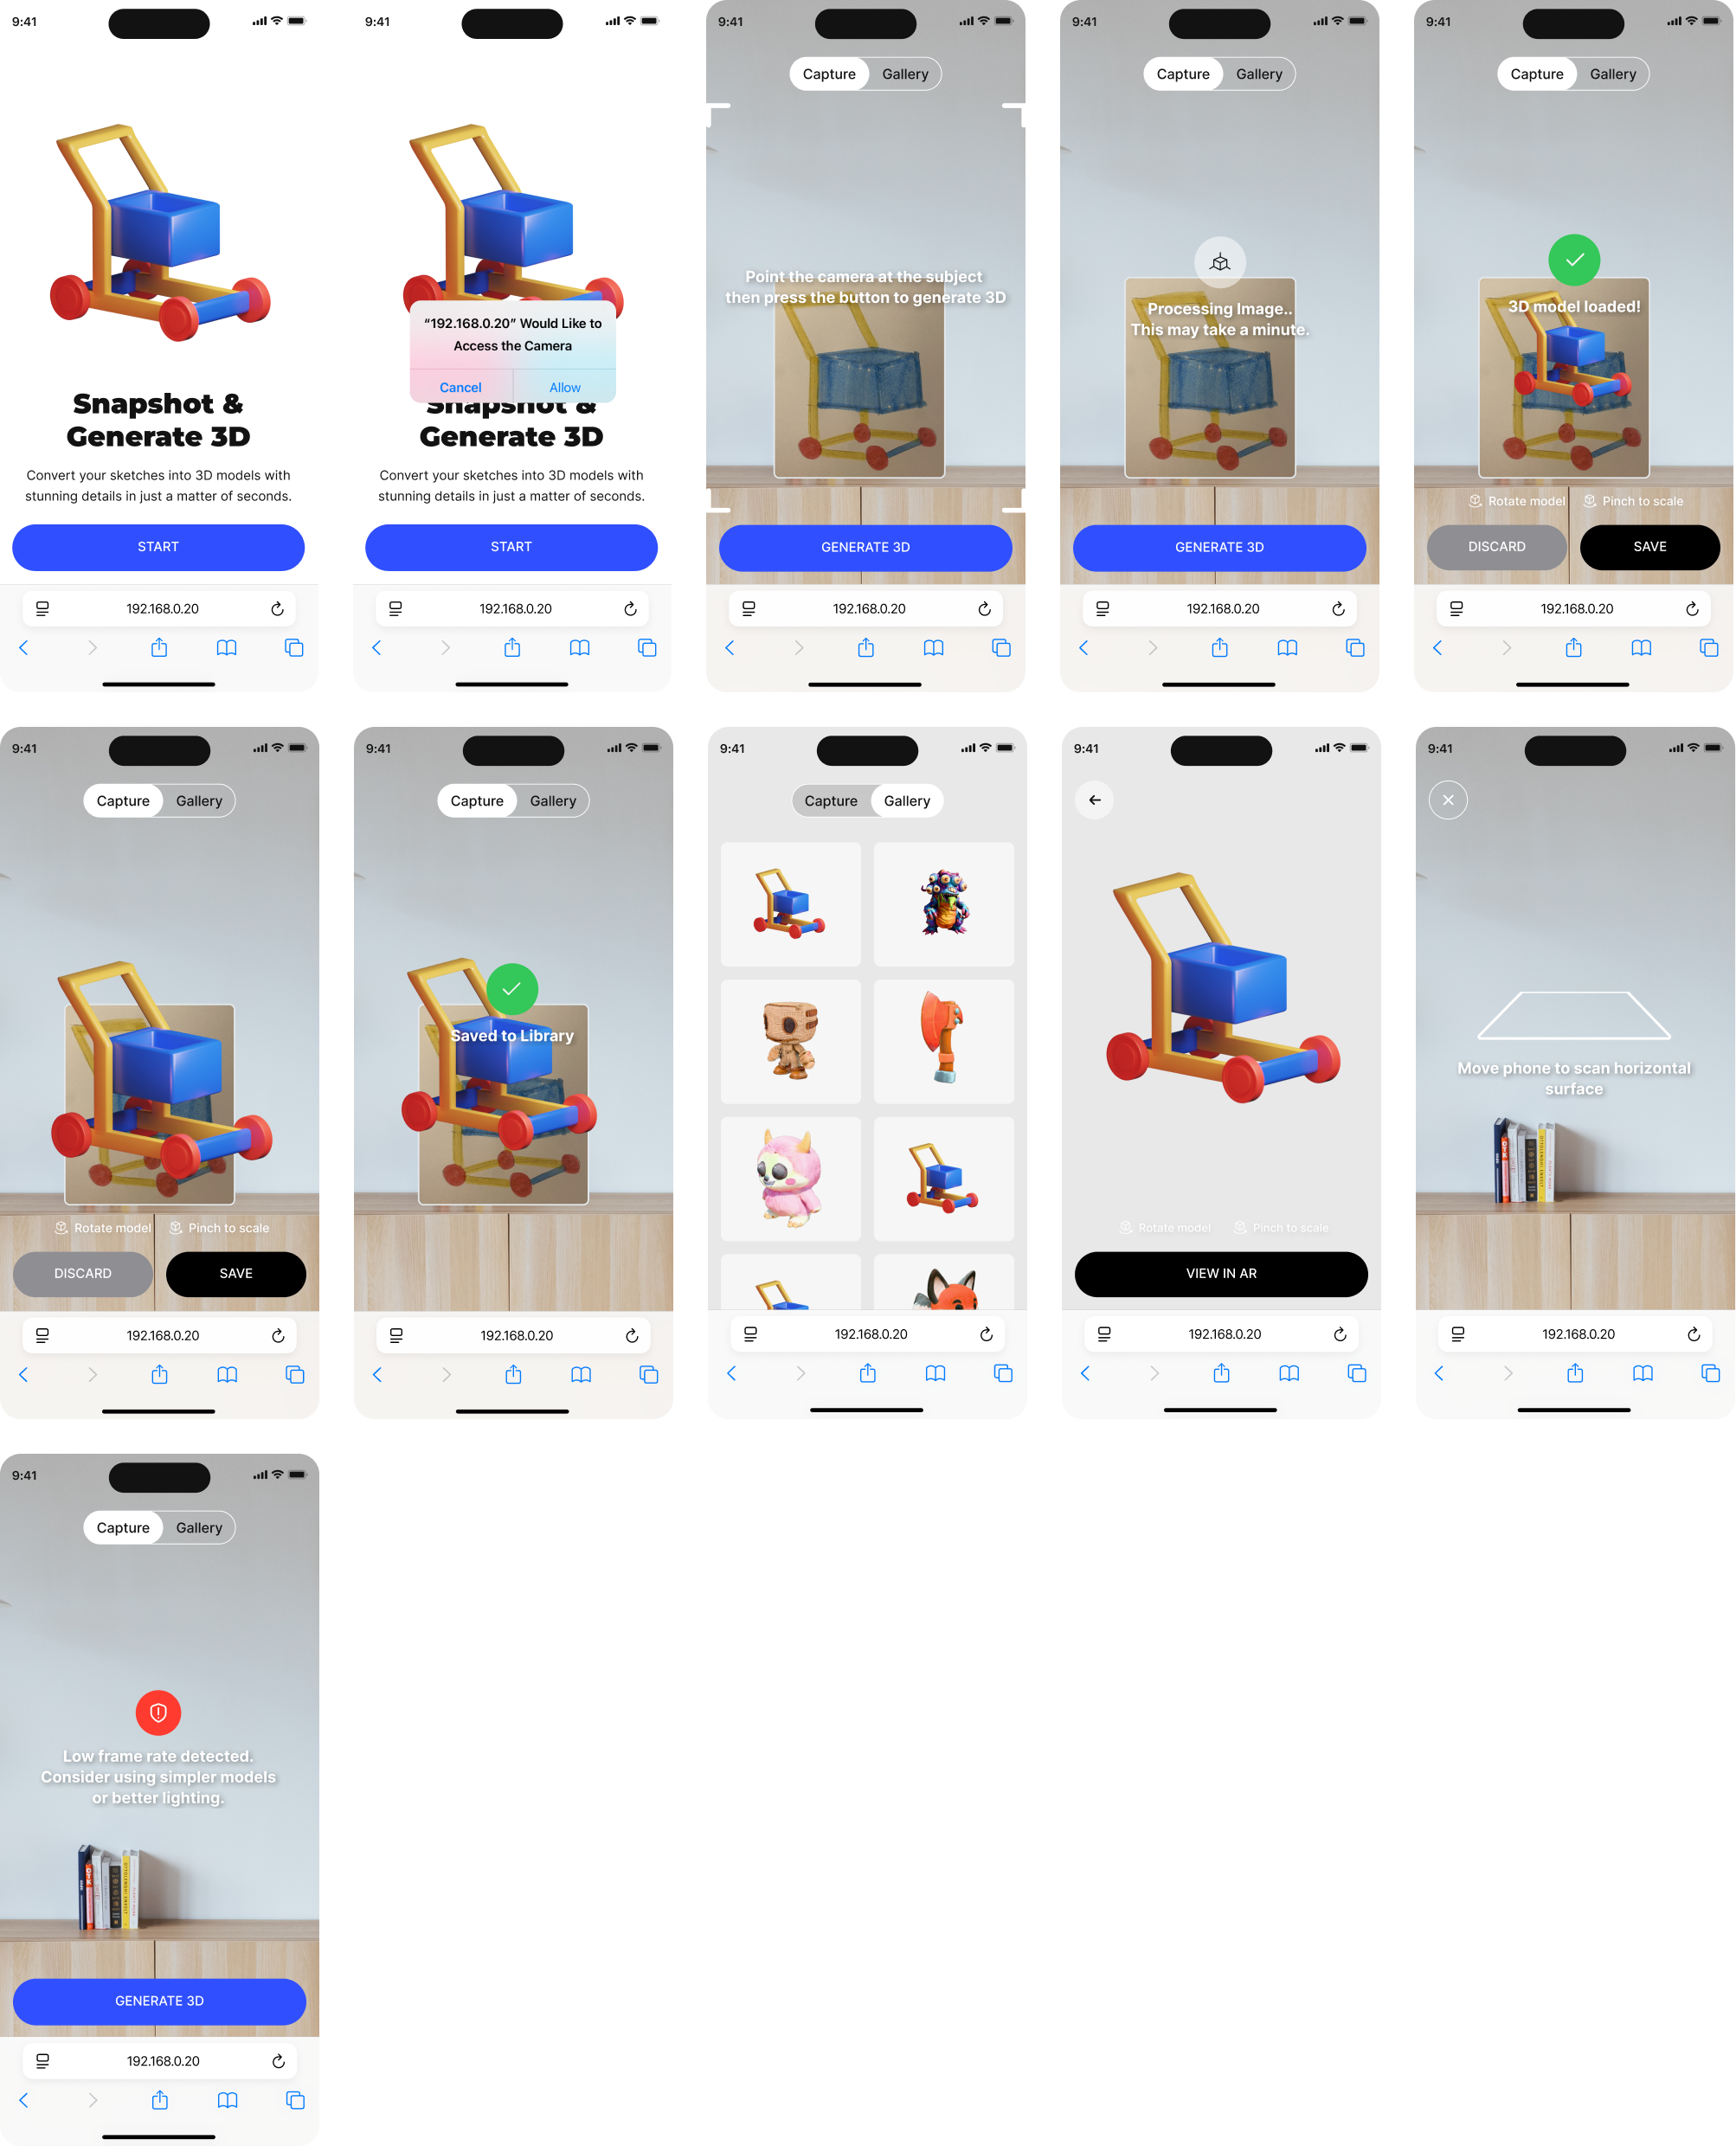 9:41
Snapshot &
Generate 3D
Convert your sketches into 3D models with
stunning details in just a matter of seconds.
START
192.168.0.20
9:41
“192.168.0.20” Would Like to
Access the Camera
Cancel
Allow
Snapshot &
Generate 3D
Convert your sketches into 3D models with
stunning details in just a matter of seconds.
START
192.168.0.20
9:41
Capture
Gallery
Point the camera at the subject
then press the button to generate 3D
GENERATE 3D
192.168.0.20
9:41
Capture
Gallery
Processing Image..
This may take a minute.
GENERATE 3D
192.168.0.20
9:41
Capture
Gallery
3D model loaded!
Rotate model
Pinch to scale
DISCARD
SAVE
192.168.0.20
9:41
Capture
Gallery
Rotate model
Pinch to scale
DISCARD
SAVE
192.168.0.20
9:41
Capture
Gallery
Saved to Library
192.168.0.20
9:41
Capture
Gallery
192.168.0.20
9:41
Rotate model
Pinch to scale
VIEW IN AR
192.168.0.20
9:41
Move phone to scan horizontal
surface
192.168.0.20
9:41
Capture
Gallery
Low frame rate detected.
Consider using simpler models
or better lighting.
GENERATE 3D
192.168.0.20